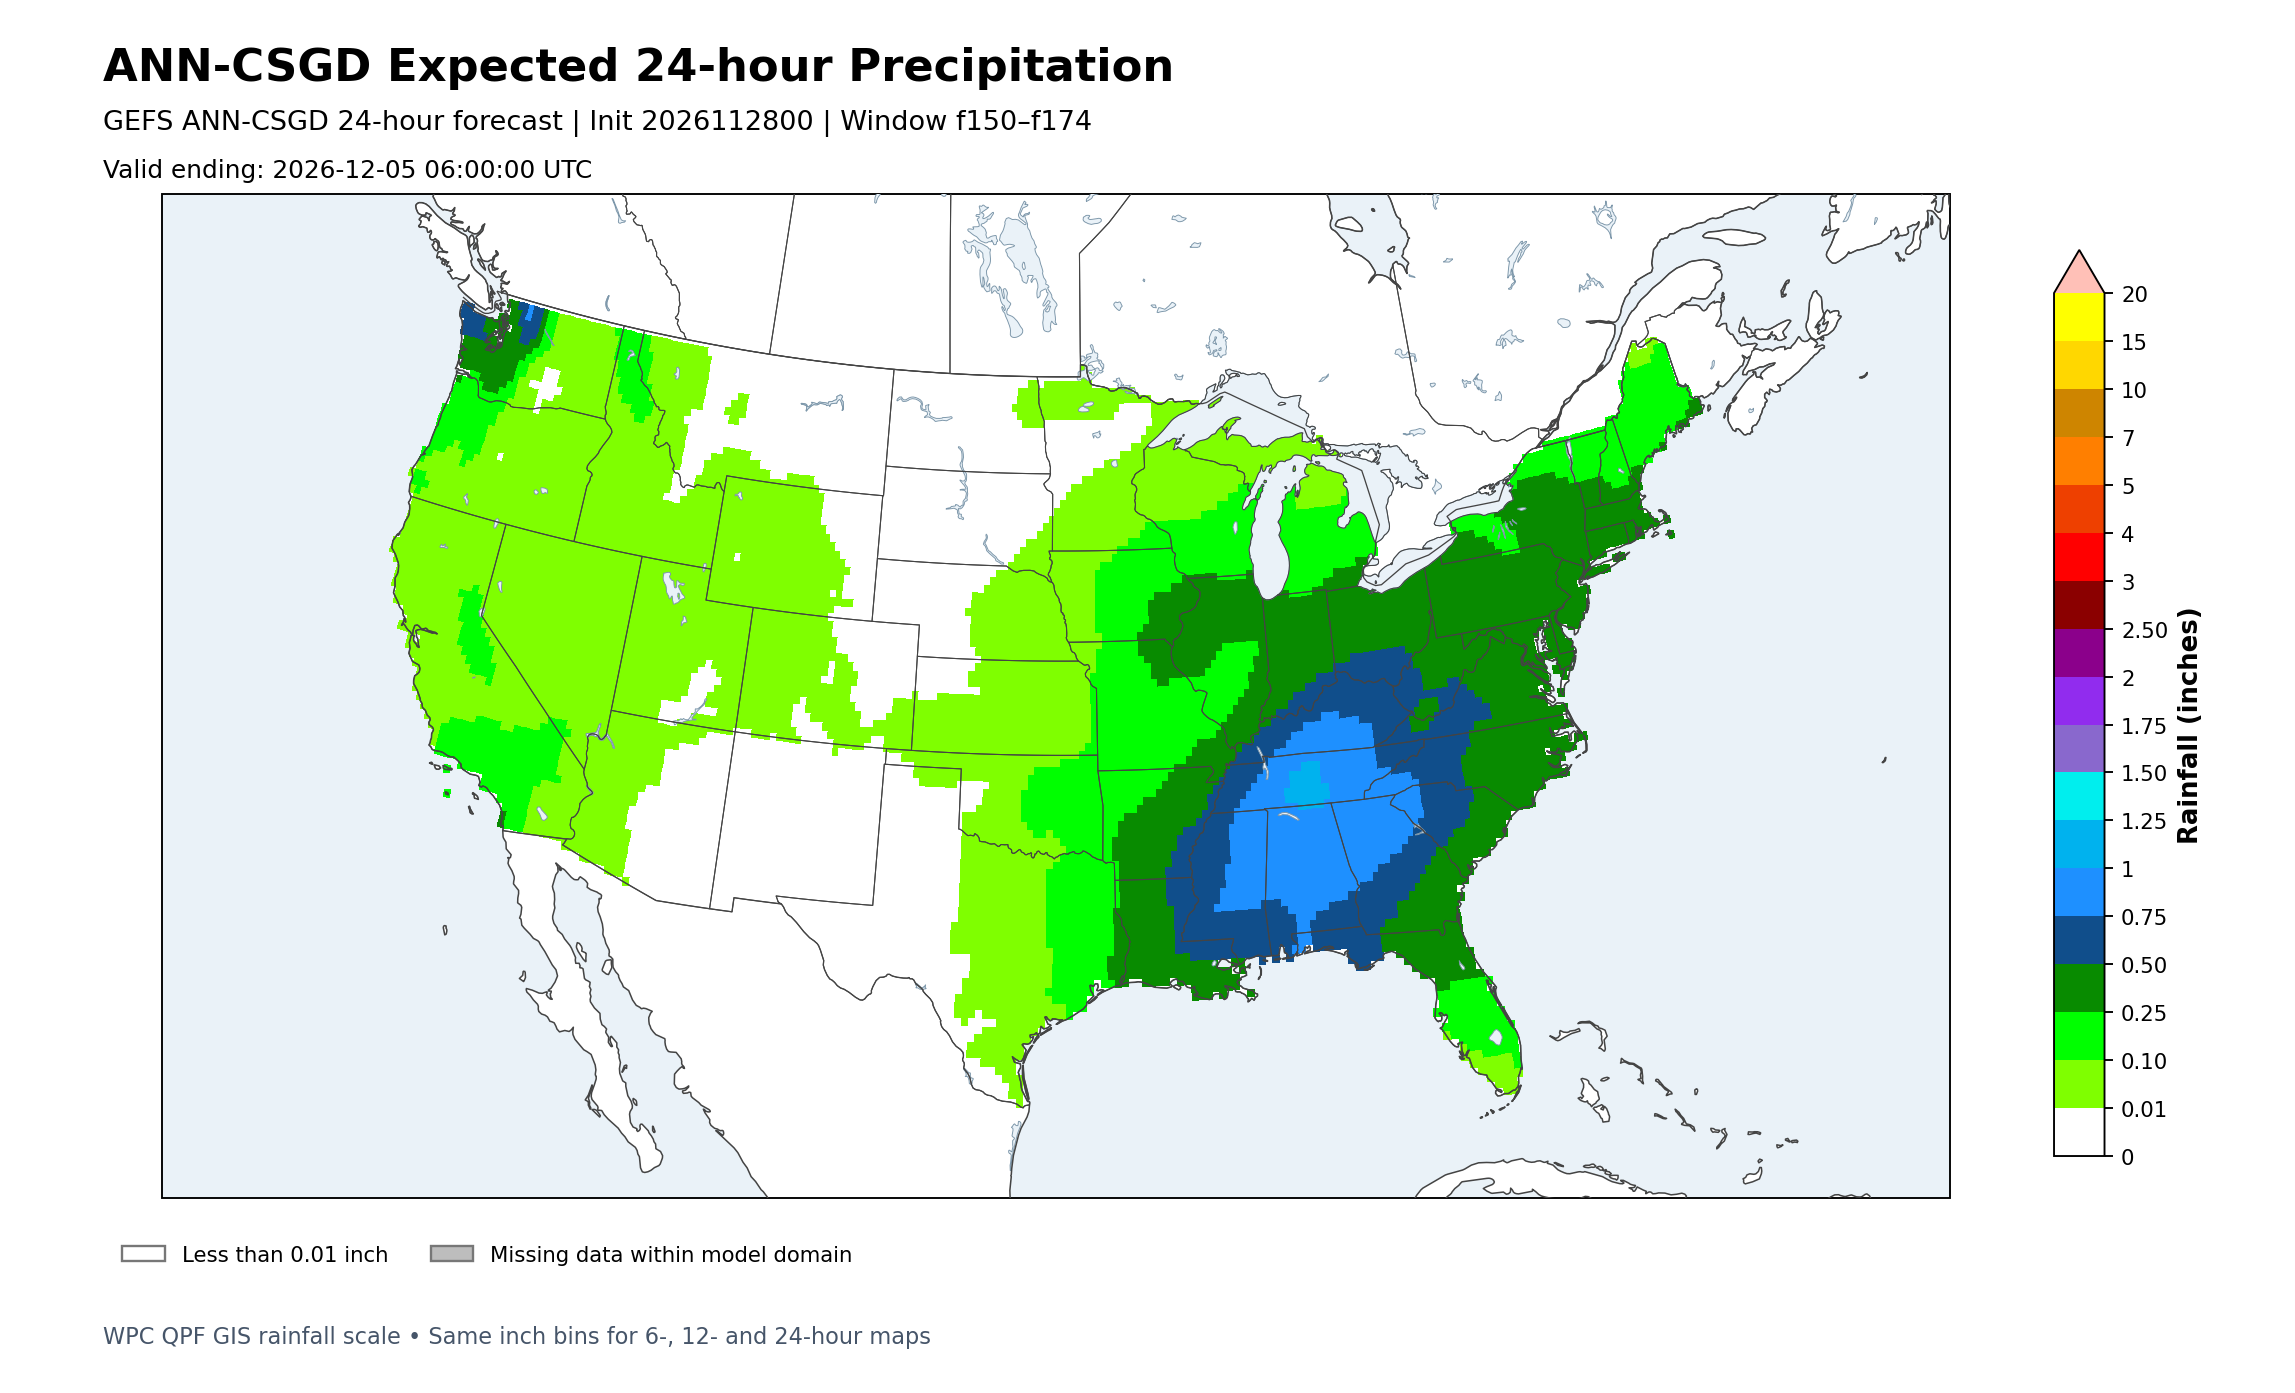 ANN-CSGD Expected 24-hour Precipitation
GEFS ANN-CSGD 24-hour forecast | Init 2026112800 | Window f150–f174
Valid ending: 2026-12-05 06:00:00 UTC
20
15
10
7
5
4
3
2.50
2
1.75
1.50
1.25
1
0.75
0.50
0.25
0.10
0.01
0
Rainfall (inches)
Less than 0.01 inch
Missing data within model domain
WPC QPF GIS rainfall scale • Same inch bins for 6-, 12- and 24-hour maps